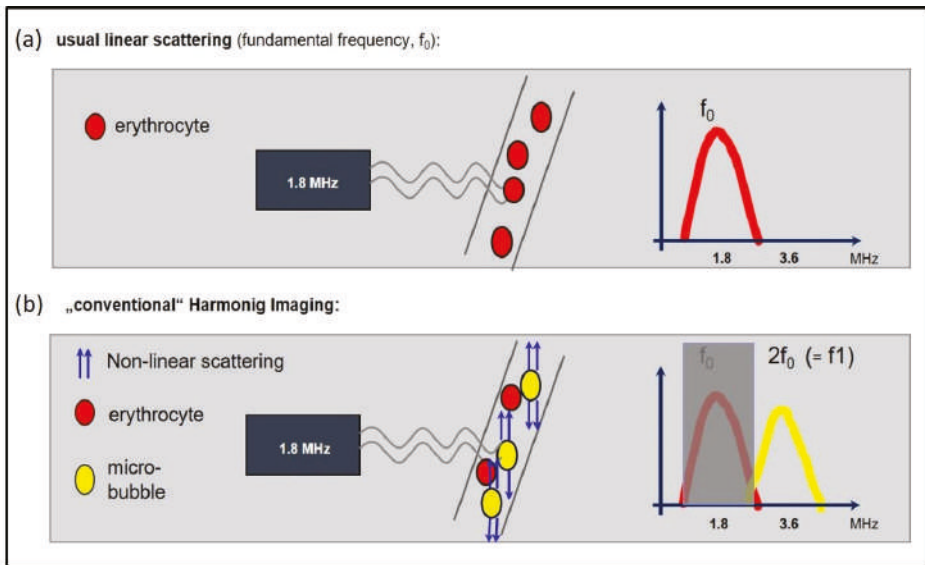 (a) usual linear scattering (fundamental frequency, f₀):
erythrocyte
1.8 MHz
f₀
1.8 3.6 MHz
(b) „conventional“ Harmonig Imaging:
Non-linear scattering
erythrocyte
micro-
bubble
1.8 MHz
f₀ 2f₀ (= f1)
1.8 3.6 MHz